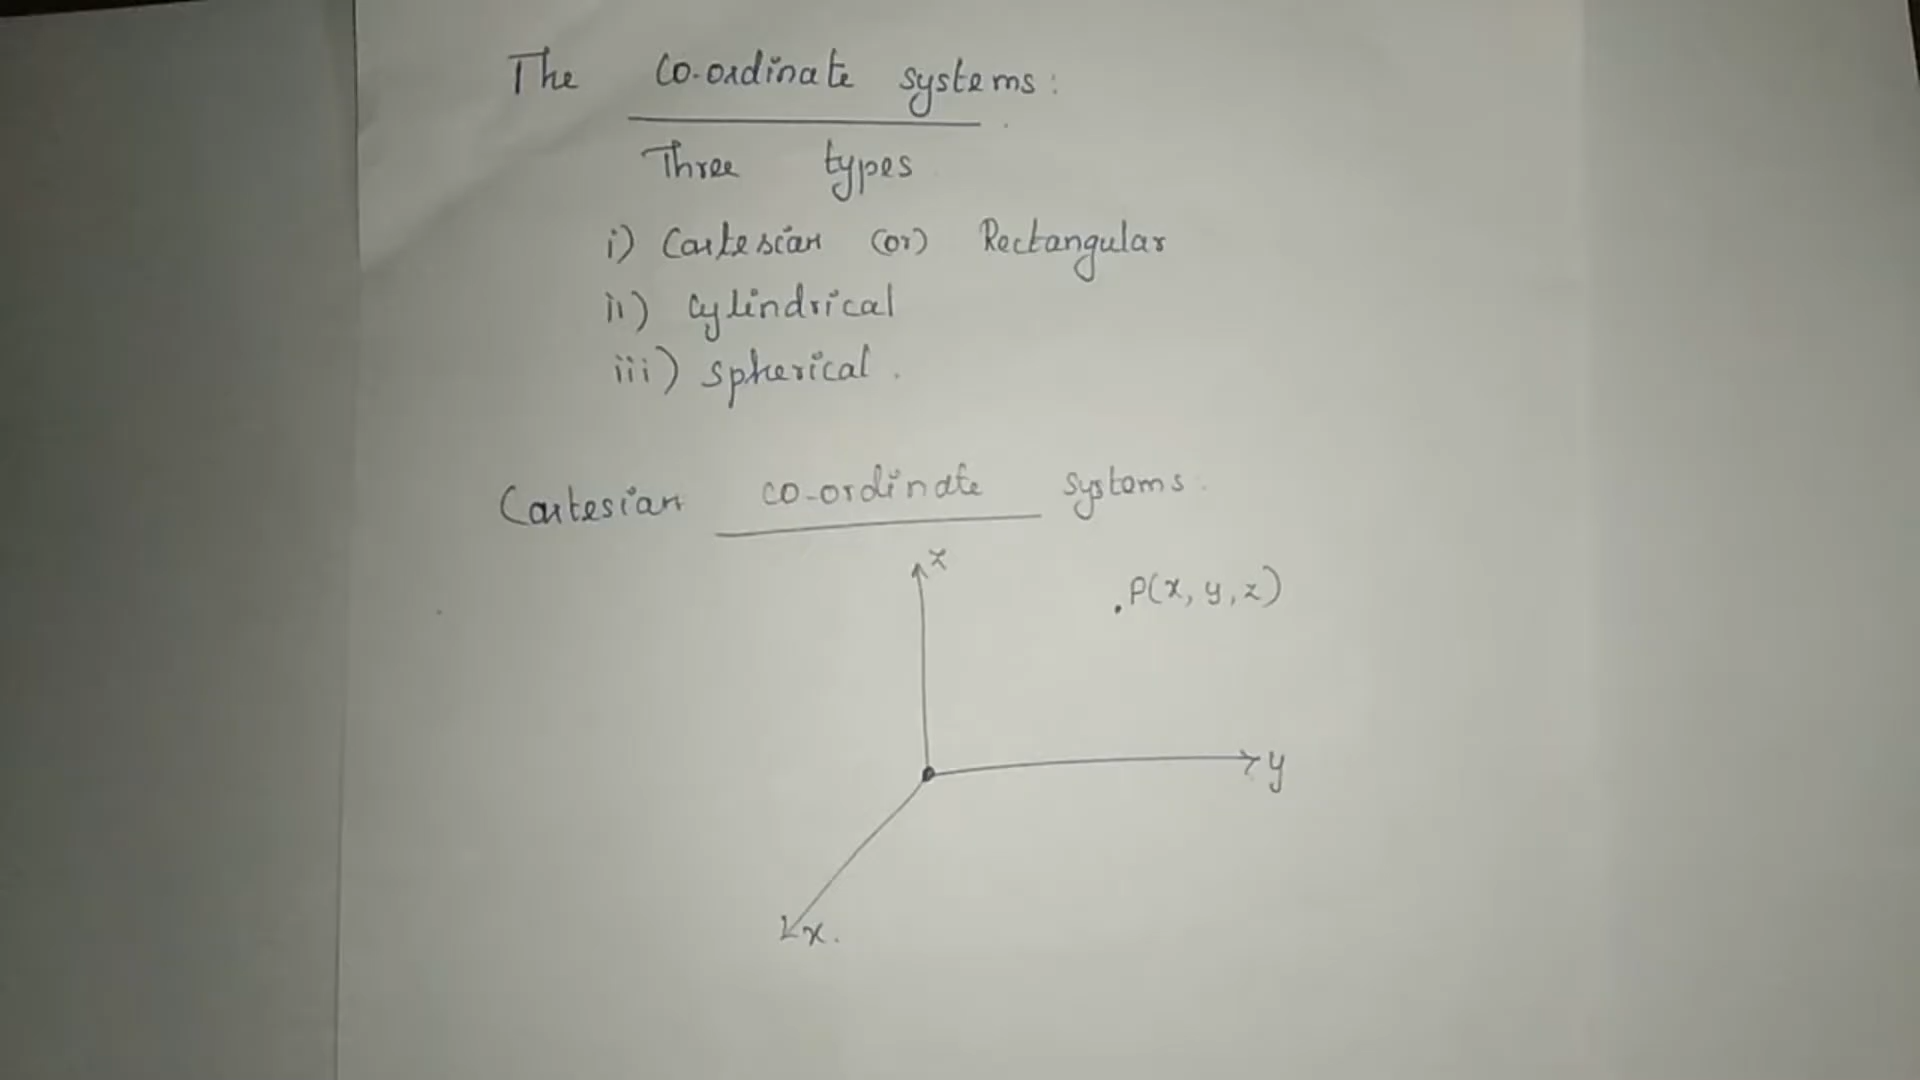 The co-ordinate systems:
Three types
i) Cartesian (or) Rectangular
ii) cylindrical
iii) spherical.
Cartesian co-ordinate systems.
z
.P(x, y, z)
y
x.